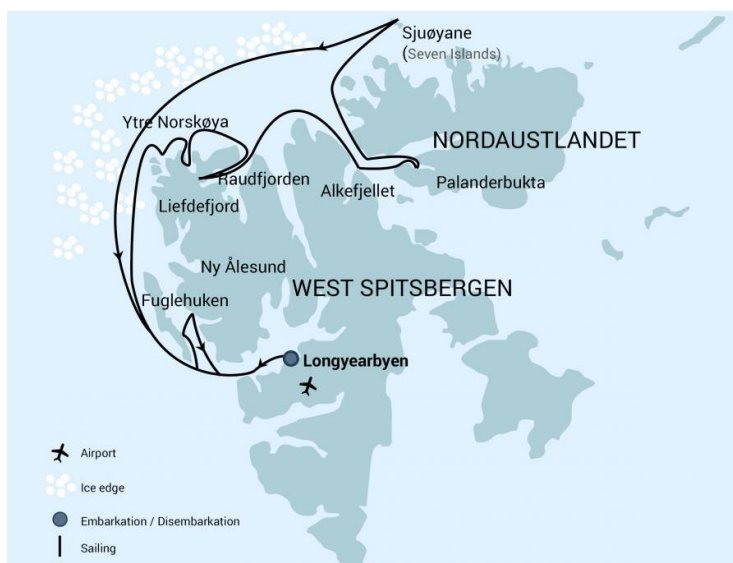 Sjuøyane
(Seven Islands)
Ytre Norskøya
NORDAUSTLANDET
Raudfjorden
Alkefjellet
Palanderbukta
Liefdefjord
Ny Ålesund
WEST SPITSBERGEN
Fuglehuken
Longyearbyen
Airport
Ice edge
Embarkation / Disembarkation
Sailing